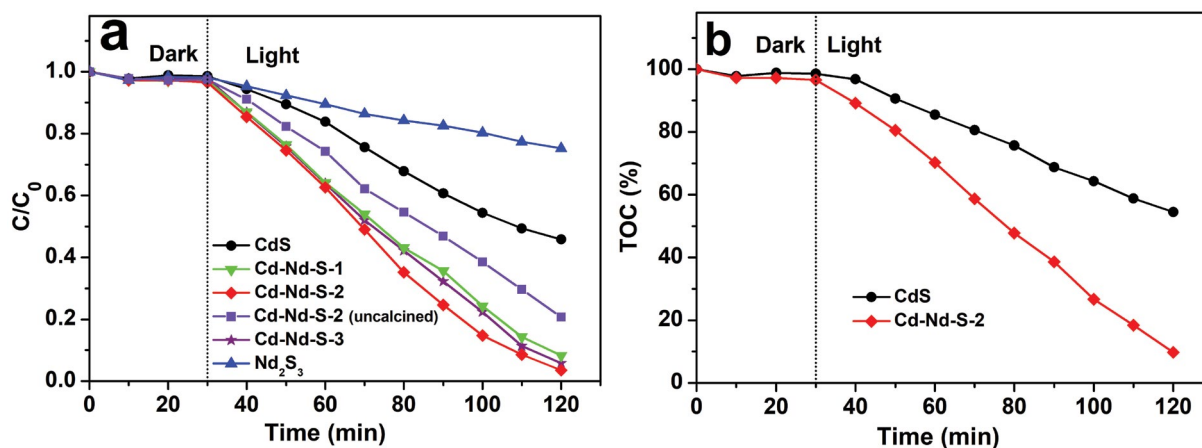 a
Dark
Light
1.0
0.8
0.6
0.4
0.2
0.0
C/C0
CdS
Cd-Nd-S-1
Cd-Nd-S-2
Cd-Nd-S-2 (uncalcined)
Cd-Nd-S-3
Nd2S3
0 20 40 60 80 100 120
Time (min)
b
Dark
Light
100
80
60
40
20
0
TOC (%)
CdS
Cd-Nd-S-2
0 20 40 60 80 100 120
Time (min)